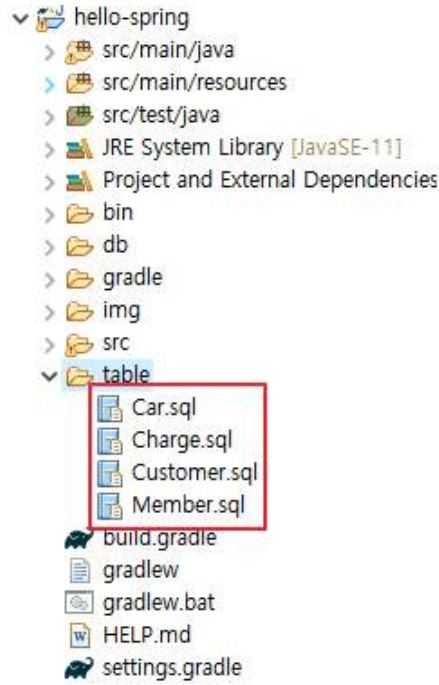 hello-spring
src/main/java
src/main/resources
src/test/java
JRE System Library [JavaSE-11]
Project and External Dependencies
bin
db
gradle
img
src
table
Car.sql
Charge.sql
Customer.sql
Member.sql
build.gradle
gradlew
gradlew.bat
HELP.md
settings.gradle